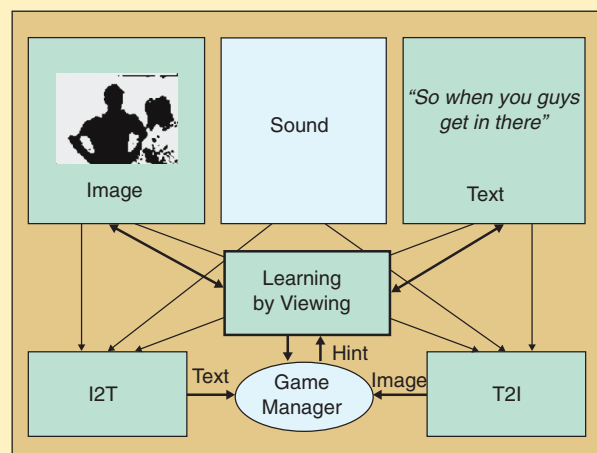 Image
Sound
“So when you guys
get in there”
Text
Learning
by Viewing
Hint
I2T
Text
Game
Manager
Image
T2I